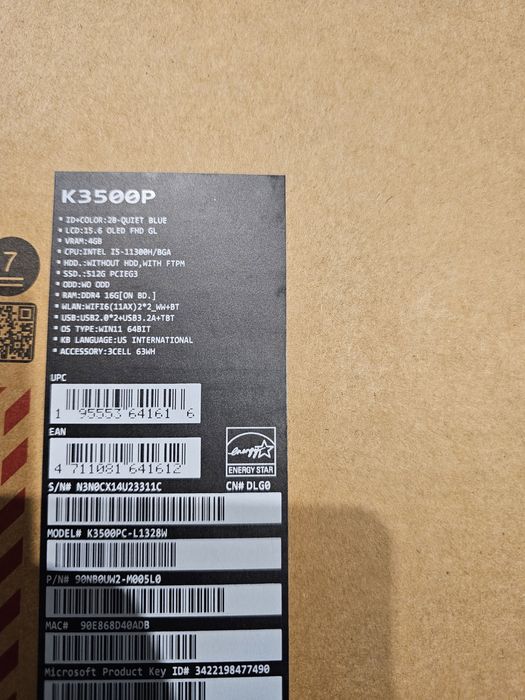 K3500P
• ID+COLOR:2B-QUIET BLUE
• LCD:15.6 OLED FHD GL
• VRAM:4GB
• CPU:INTEL I5-11300H/BGA
• HDD.:WITHOUT HDD,WITH FTPM
• SSD.:512G PCIEG3
• ODD:WO ODD
• RAM:DDR4 16G[ON BD.]
• WLAN:WIFI6(11AX)2*2_WW+BT
• USB:USB2.0*2+USB3.2A+TBT
• OS TYPE:WIN11 64BIT
• KB LANGUAGE:US INTERNATIONAL
• ACCESSORY:3CELL 63WH
7
UPC
1 95553 64161 6
EAN
4 711081 641612
energy
ENERGY STAR
S/N# N3N0CX14U23311C CN# DLG0
MODEL# K3500PC-L1328W
P/N# 90NB0UW2-M005L0
MAC# 90E868D40ADB
Microsoft Product Key ID# 3422198477490